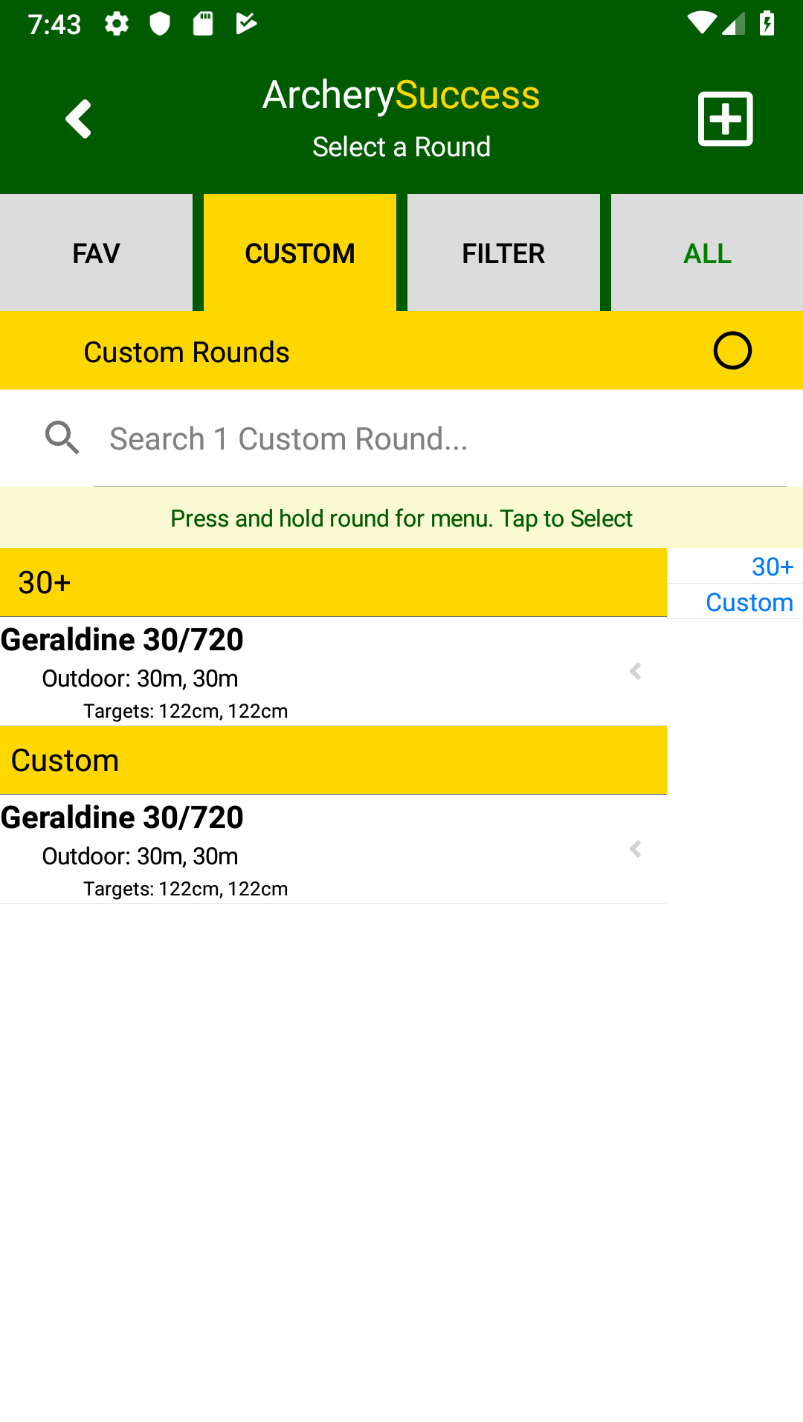 7:43
ArcherySuccess
Select a Round
FAV
CUSTOM
FILTER
ALL
Custom Rounds
Search 1 Custom Round...
Press and hold round for menu. Tap to Select
30+
30+
Custom
Geraldine 30/720
Outdoor: 30m, 30m
Targets: 122cm, 122cm
Custom
Geraldine 30/720
Outdoor: 30m, 30m
Targets: 122cm, 122cm